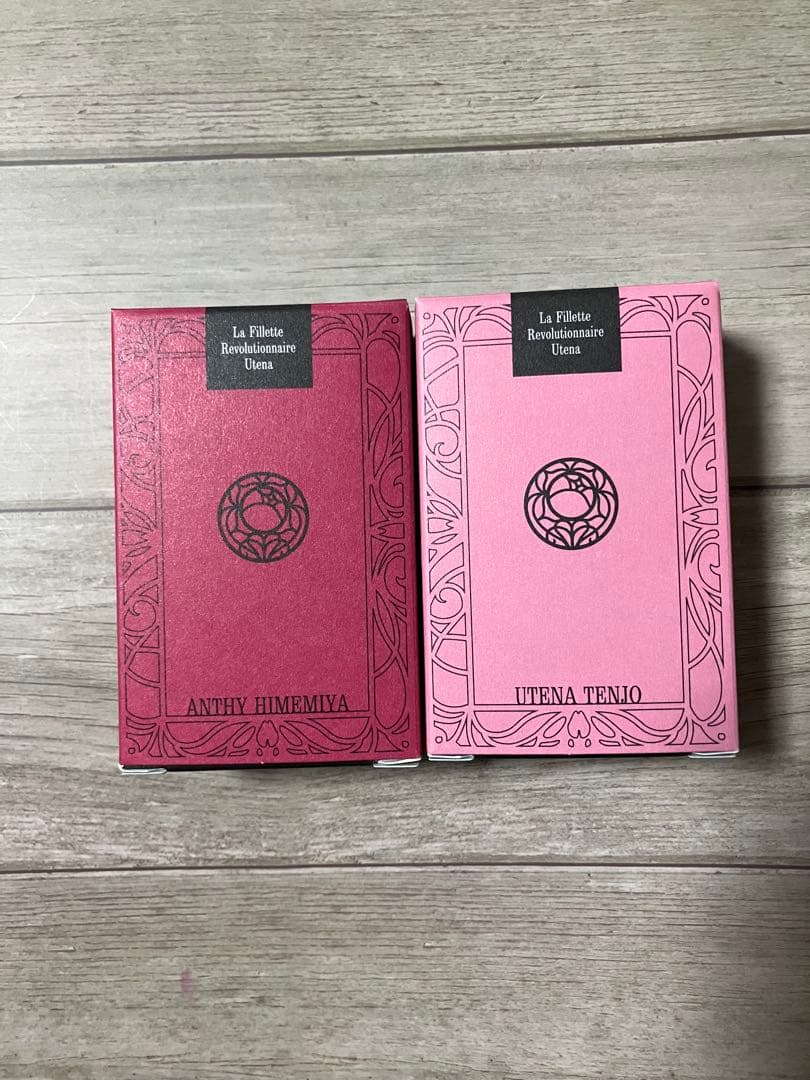 La Fillette
Revolutionnaire
Utena
ANTHY HIMEMIYA
La Fillette
Revolutionnaire
Utena
UTENA TENJO